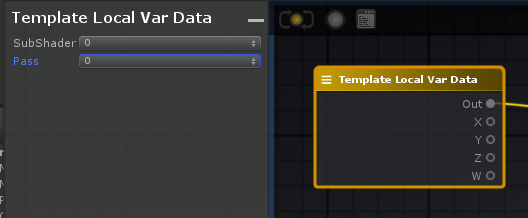 Template Local Var Data
SubShader 0
Pass 0
Template Local Var Data
Out
X
Y
Z
W